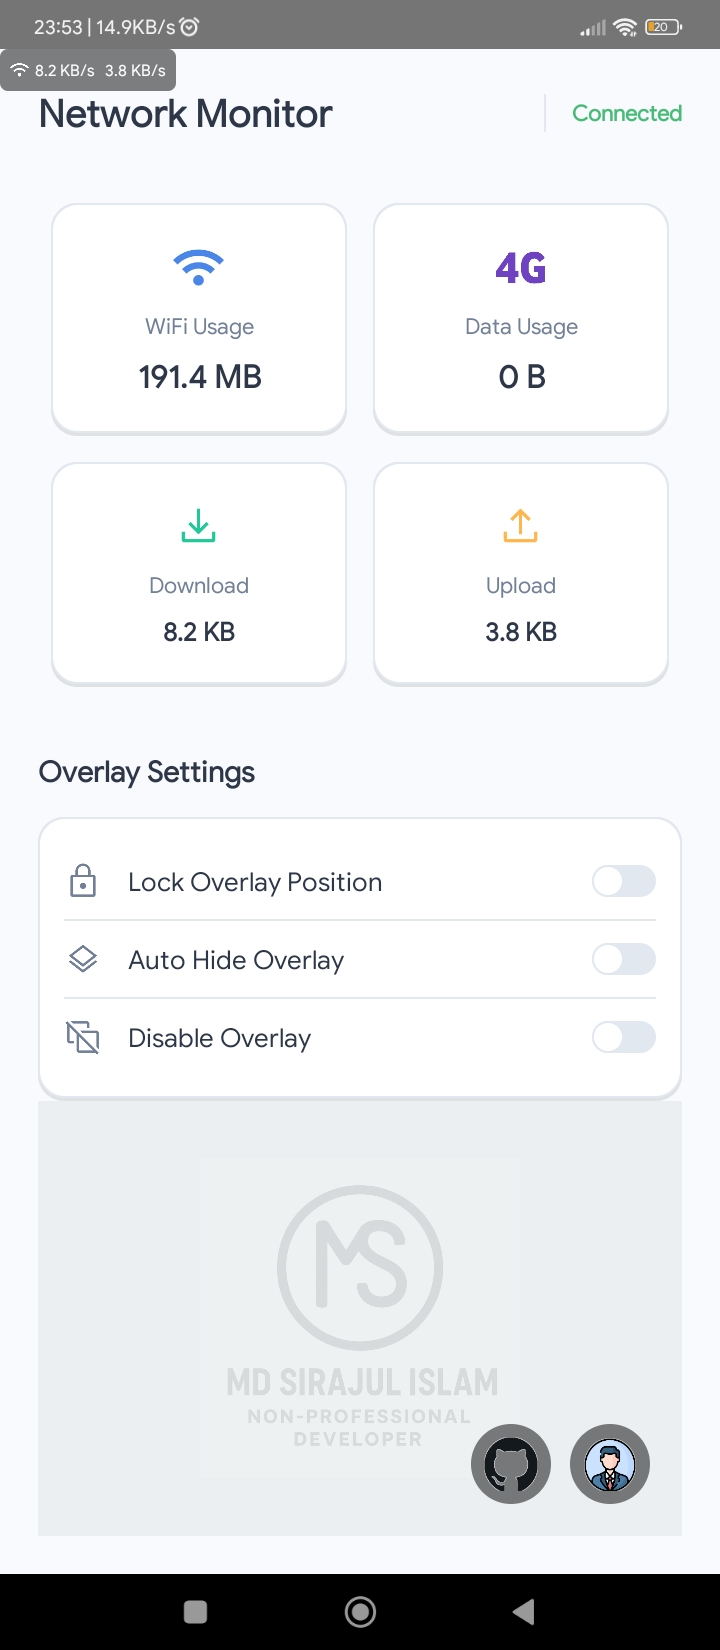 23:53 | 14.9KB/s
20
8.2 KB/s 3.8 KB/s
Network Monitor
Connected
4G
WiFi Usage
Data Usage
191.4 MB
0 B
Download
Upload
8.2 KB
3.8 KB
Overlay Settings
Lock Overlay Position
Auto Hide Overlay
Disable Overlay
MS
MD SIRAJUL ISLAM
NON-PROFESSIONAL
DEVELOPER